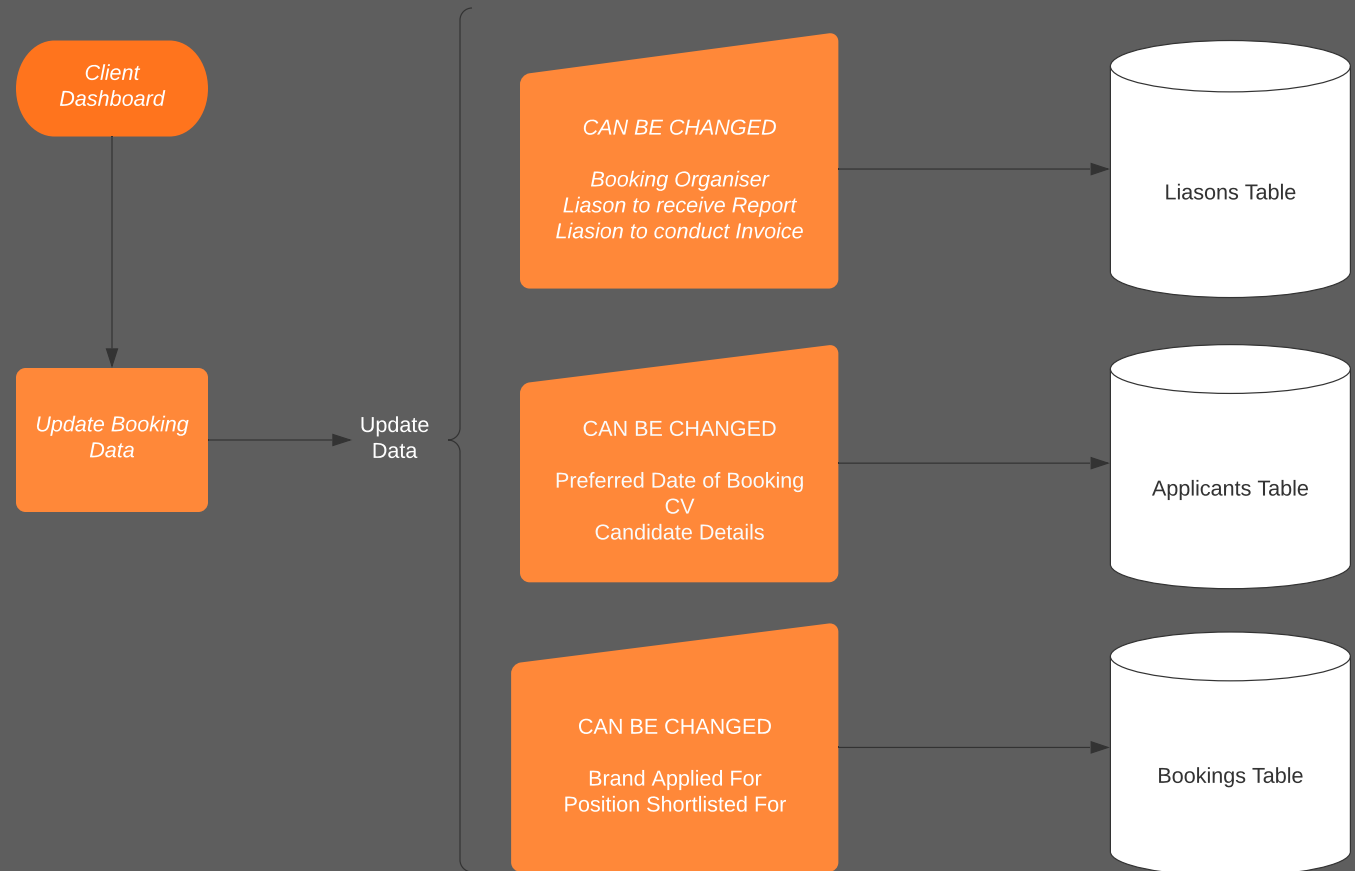 Client
Dashboard
Update Booking
Data
Update
Data
CAN BE CHANGED
Booking Organiser
Liason to receive Report
Liasion to conduct Invoice
Liasons Table
CAN BE CHANGED
Preferred Date of Booking
CV
Candidate Details
Applicants Table
CAN BE CHANGED
Brand Applied For
Position Shortlisted For
Bookings Table